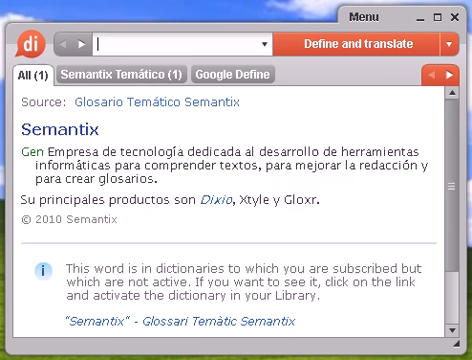 Menu
di
Define and translate
All (1)
Semantix Temático (1)
Google Define
Source: Glosario Temático Semantix
Semantix
Gen Empresa de tecnología dedicada al desarrollo de herramientas
informáticas para comprender textos, para mejorar la redacción y
para crear glosarios.
Su principales productos son Dixio, Xtyle y Gloxr.
© 2010 Semantix
i
This word is in dictionaries to which you are subscribed but
which are not active. If you want to see it, click on the link
and activate the dictionary in your Library.
"Semantix" - Glossari Temàtic Semantix